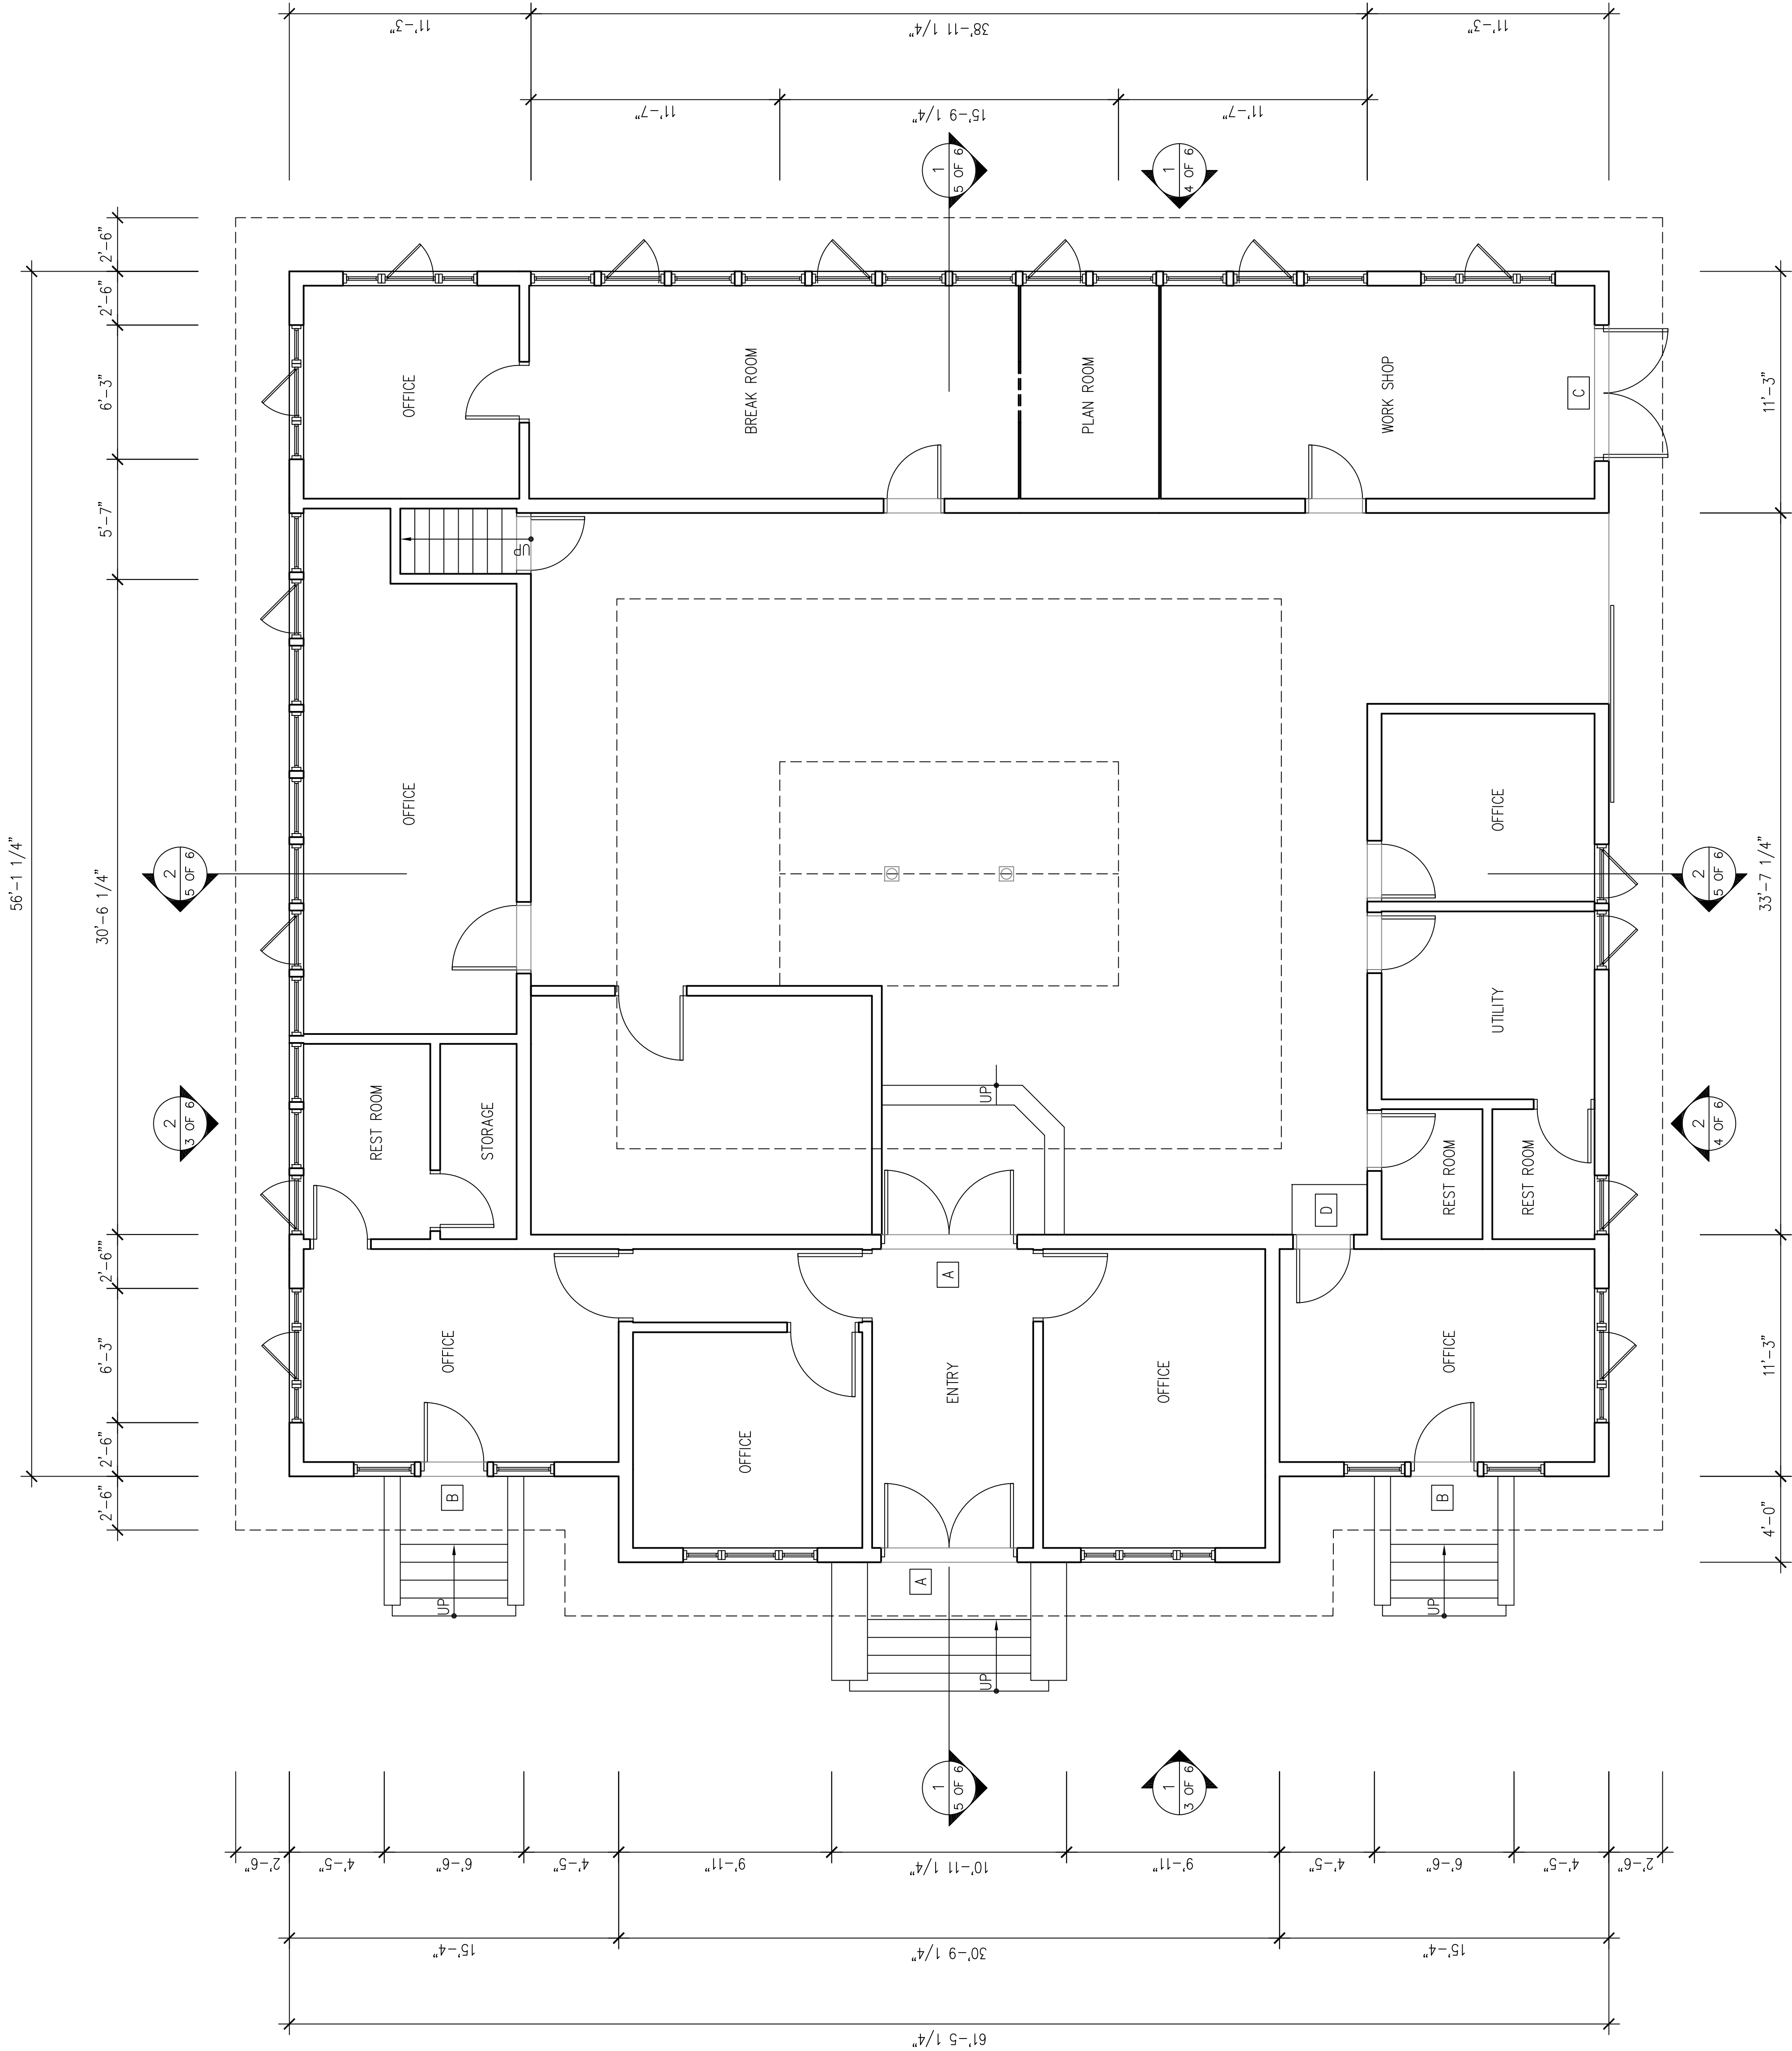 11'-3"
38'-11 1/4"
11'-3"
11'-7"
15'-9 1/4"
11'-7"
1
5 OF 6
1
4 OF 6
56'-1 1/4"
2'-6"
2'-6"
6'-3"
5'-7"
30'-6 1/4"
2'-6""
6'-3"
2'-6"
2'-6"
OFFICE
BREAK ROOM
PLAN ROOM
WORK SHOP
C
11'-3"
UP
2
5 OF 6
OFFICE
OFFICE
2
5 OF 6
33'-7 1/4"
UTILITY
2
3 OF 6
REST ROOM
STORAGE
UP
REST ROOM
REST ROOM
2
4 OF 6
D
A
OFFICE
ENTRY
OFFICE
OFFICE
11'-3"
OFFICE
B
B
4'-0"
A
UP
UP
UP
1
5 OF 6
1
3 OF 6
2'-6"
4'-5"
6'-6"
4'-5"
9'-11"
10'-11 1/4"
9'-11"
4'-5"
6'-6"
4'-5"
2'-6"
15'-4"
30'-9 1/4"
15'-4"
61'-5 1/4"